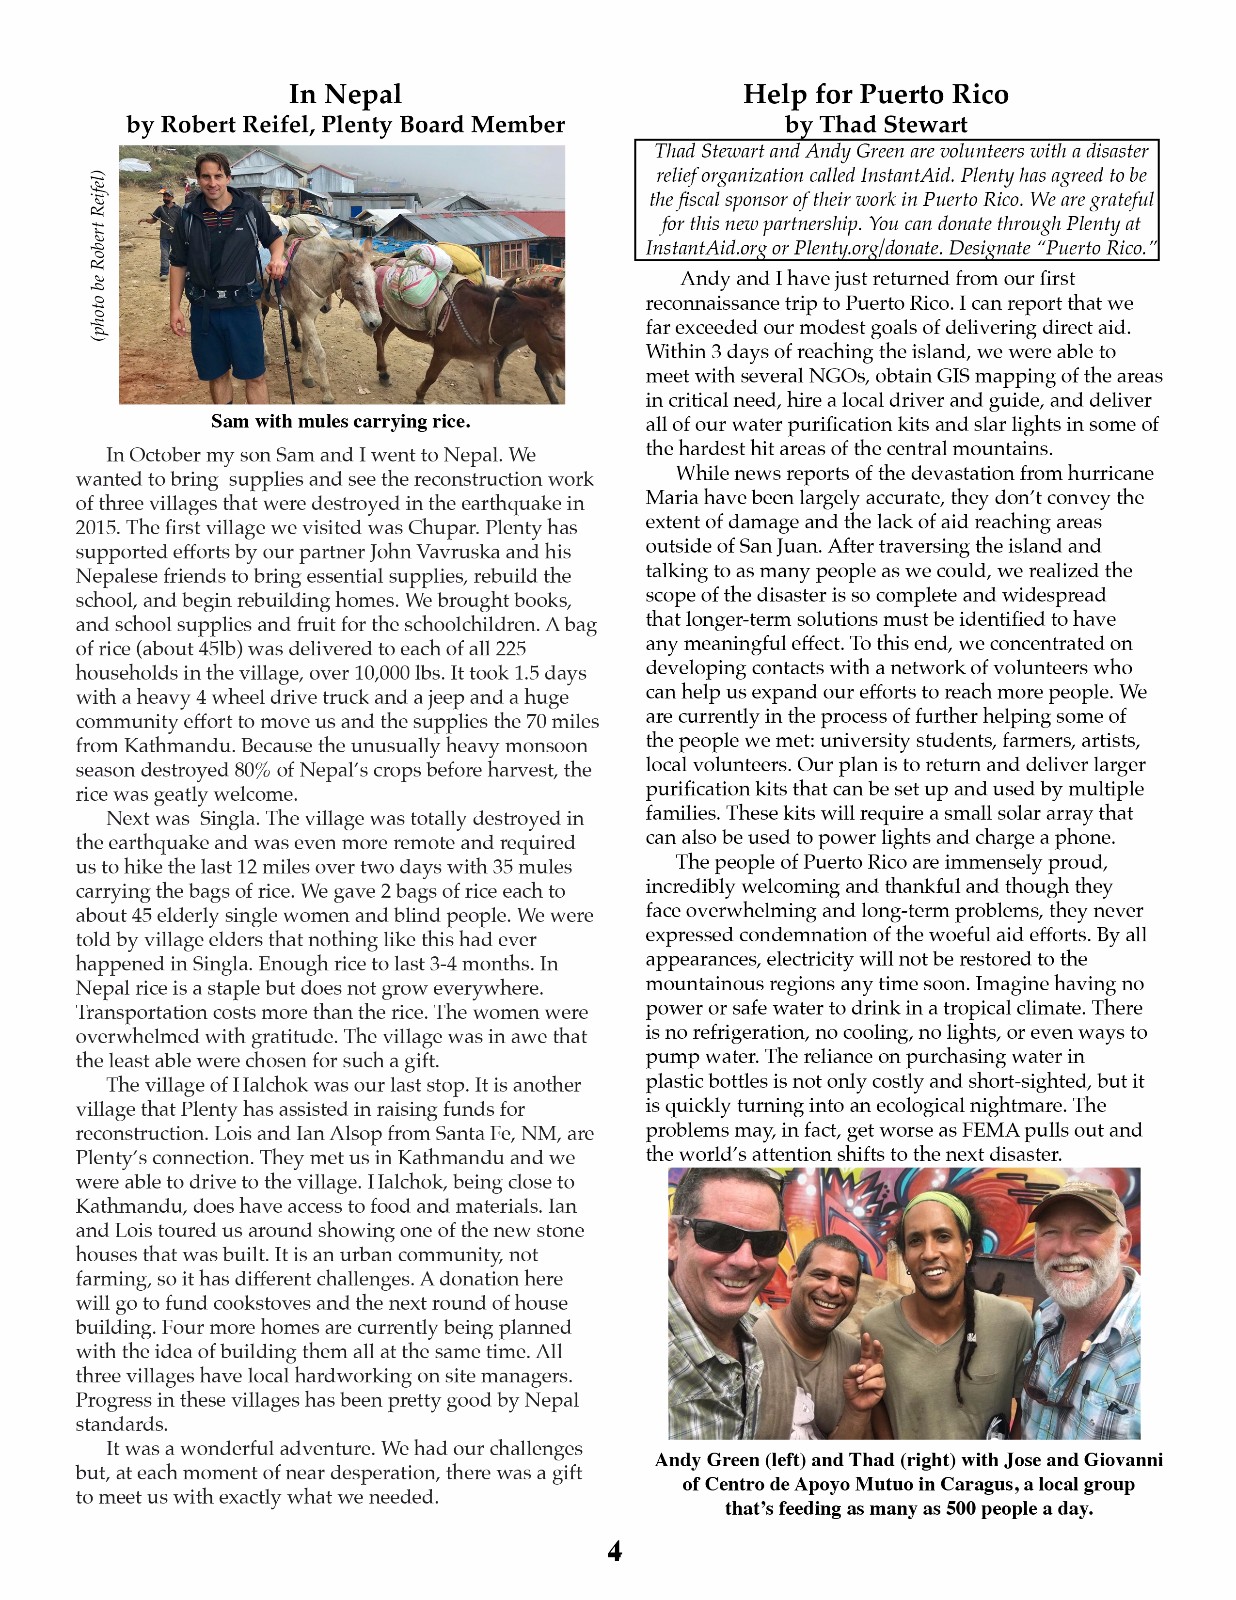 In Nepal
by Robert Reifel, Plenty Board Member
(photo be Robert Reifel)
Sam with mules carrying rice.
In October my son Sam and I went to Nepal. We
wanted to bring  supplies and see the reconstruction work
of three villages that were destroyed in the earthquake in
2015. The first village we visited was Chupar. Plenty has
supported efforts by our partner John Vavruska and his
Nepalese friends to bring essential supplies, rebuild the
school, and begin rebuilding homes. We brought books,
and school supplies and fruit for the schoolchildren. A bag
of rice (about 45lb) was delivered to each of all 225
households in the village, over 10,000 lbs. It took 1.5 days
with a heavy 4 wheel drive truck and a jeep and a huge
community effort to move us and the supplies the 70 miles
from Kathmandu. Because the unusually heavy monsoon
season destroyed 80% of Nepal's crops before harvest, the
rice was geatly welcome.
Next was  Singla. The village was totally destroyed in
the earthquake and was even more remote and required
us to hike the last 12 miles over two days with 35 mules
carrying the bags of rice. We gave 2 bags of rice each to
about 45 elderly single women and blind people. We were
told by village elders that nothing like this had ever
happened in Singla. Enough rice to last 3-4 months. In
Nepal rice is a staple but does not grow everywhere.
Transportation costs more than the rice. The women were
overwhelmed with gratitude. The village was in awe that
the least able were chosen for such a gift.
The village of Halchok was our last stop. It is another
village that Plenty has assisted in raising funds for
reconstruction. Lois and Ian Alsop from Santa Fe, NM, are
Plenty's connection. They met us in Kathmandu and we
were able to drive to the village. Halchok, being close to
Kathmandu, does have access to food and materials. Ian
and Lois toured us around showing one of the new stone
houses that was built. It is an urban community, not
farming, so it has different challenges. A donation here
will go to fund cookstoves and the next round of house
building. Four more homes are currently being planned
with the idea of building them all at the same time. All
three villages have local hardworking on site managers.
Progress in these villages has been pretty good by Nepal
standards.
It was a wonderful adventure. We had our challenges
but, at each moment of near desperation, there was a gift
to meet us with exactly what we needed.
Help for Puerto Rico
by Thad Stewart
Thad Stewart and Andy Green are volunteers with a disaster
relief organization called InstantAid. Plenty has agreed to be
the fiscal sponsor of their work in Puerto Rico. We are grateful
for this new partnership. You can donate through Plenty at
InstantAid.org or Plenty.org/donate. Designate "Puerto Rico."
Andy and I have just returned from our first
reconnaissance trip to Puerto Rico. I can report that we
far exceeded our modest goals of delivering direct aid.
Within 3 days of reaching the island, we were able to
meet with several NGOs, obtain GIS mapping of the areas
in critical need, hire a local driver and guide, and deliver
all of our water purification kits and slar lights in some of
the hardest hit areas of the central mountains.
While news reports of the devastation from hurricane
Maria have been largely accurate, they don't convey the
extent of damage and the lack of aid reaching areas
outside of San Juan. After traversing the island and
talking to as many people as we could, we realized the
scope of the disaster is so complete and widespread
that longer-term solutions must be identified to have
any meaningful effect. To this end, we concentrated on
developing contacts with a network of volunteers who
can help us expand our efforts to reach more people. We
are currently in the process of further helping some of
the people we met: university students, farmers, artists,
local volunteers. Our plan is to return and deliver larger
purification kits that can be set up and used by multiple
families. These kits will require a small solar array that
can also be used to power lights and charge a phone.
The people of Puerto Rico are immensely proud,
incredibly welcoming and thankful and though they
face overwhelming and long-term problems, they never
expressed condemnation of the woeful aid efforts. By all
appearances, electricity will not be restored to the
mountainous regions any time soon. Imagine having no
power or safe water to drink in a tropical climate. There
is no refrigeration, no cooling, no lights, or even ways to
pump water. The reliance on purchasing water in
plastic bottles is not only costly and short-sighted, but it
is quickly turning into an ecological nightmare. The
problems may, in fact, get worse as FEMA pulls out and
the world's attention shifts to the next disaster.
Andy Green (left) and Thad (right) with Jose and Giovanni
of Centro de Apoyo Mutuo in Caragus, a local group
that's feeding as many as 500 people a day.
4